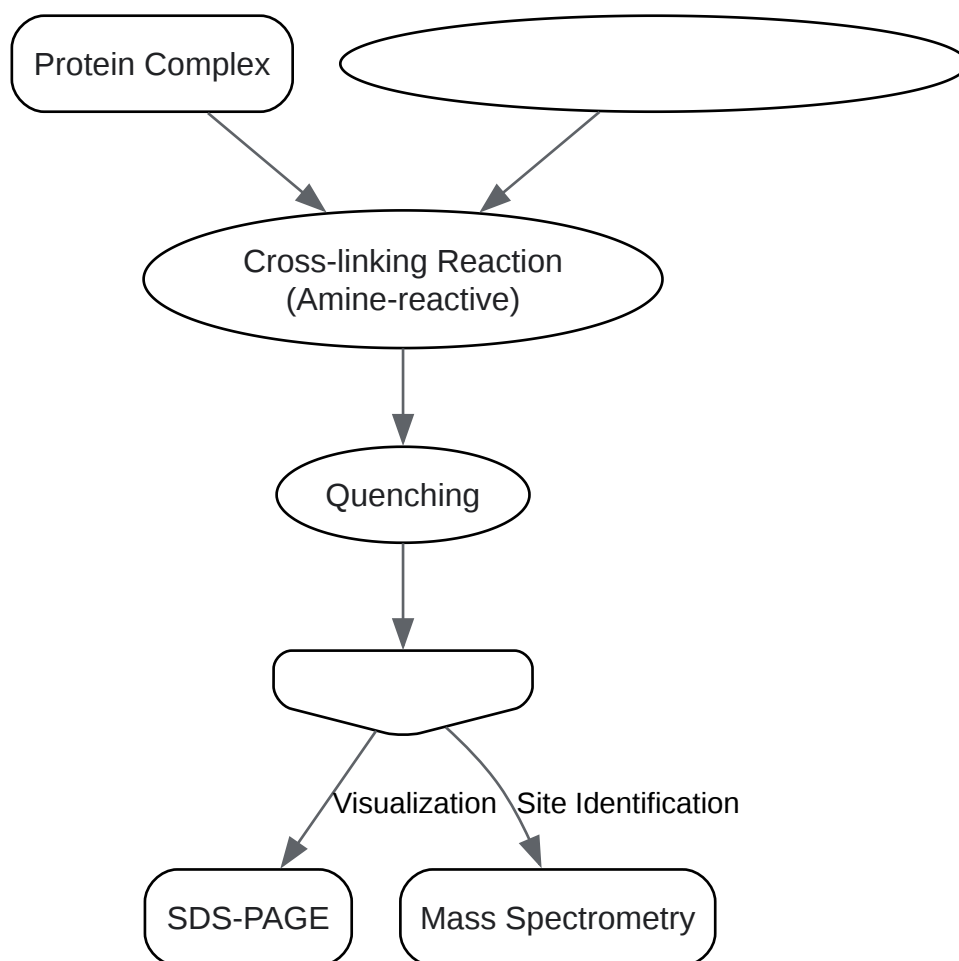 Protein Complex
Cross-linking Reaction
(Amine-reactive)
Quenching
Visualization
Site Identification
SDS-PAGE
Mass Spectrometry